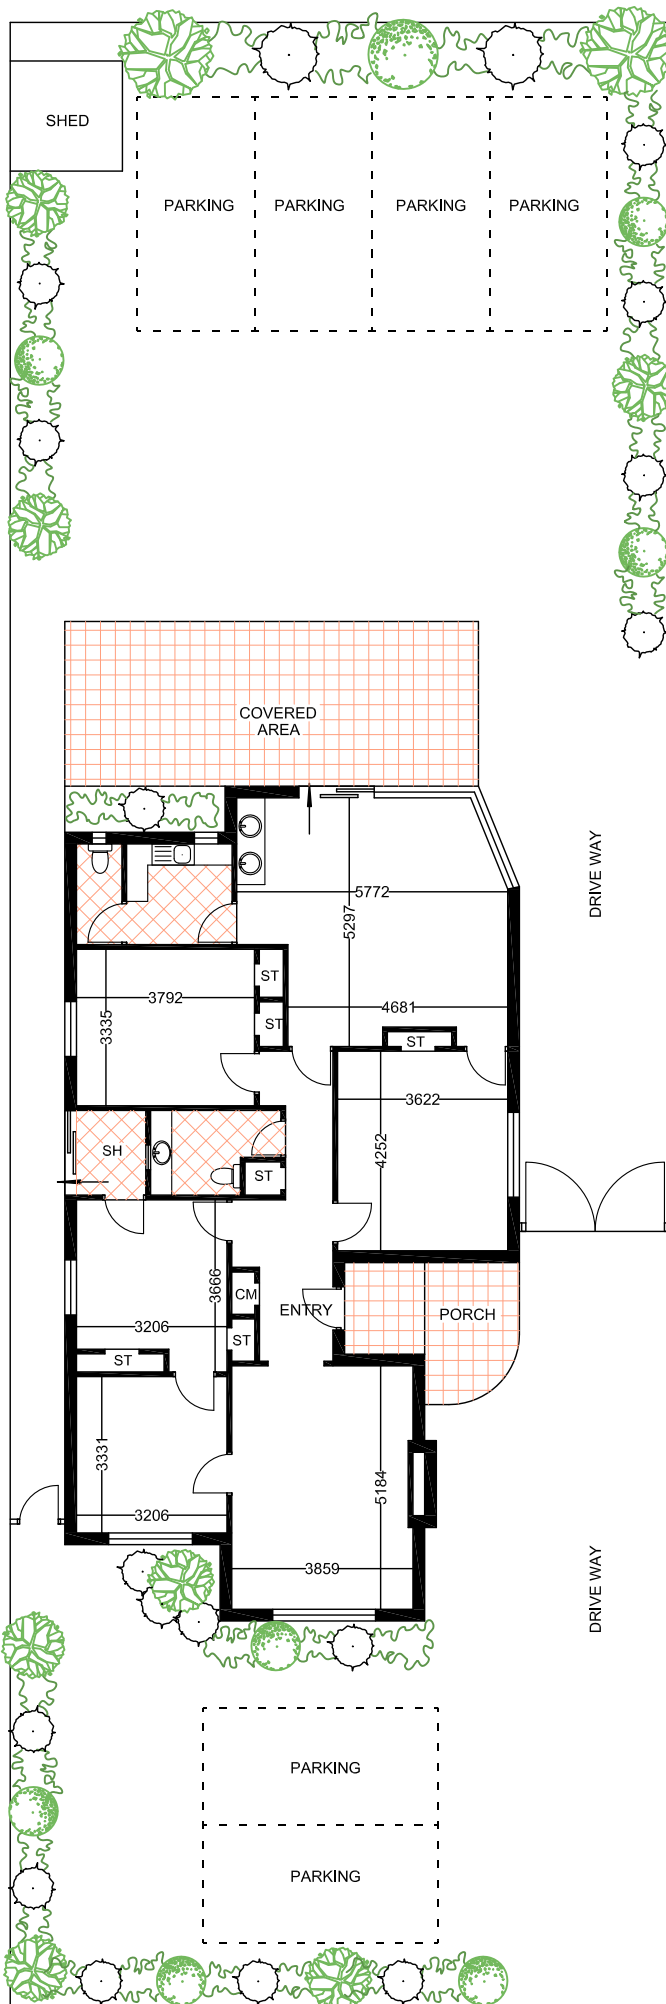 SHED
PARKING
PARKING
PARKING
PARKING
COVERED
AREA
DRIVE WAY
5772
5297
ST
3792
4681
3335
ST
ST
3622
4252
SH
ST
3666
CM
ENTRY
PORCH
3206
ST
ST
3331
5184
3206
3859
DRIVE WAY
PARKING
PARKING